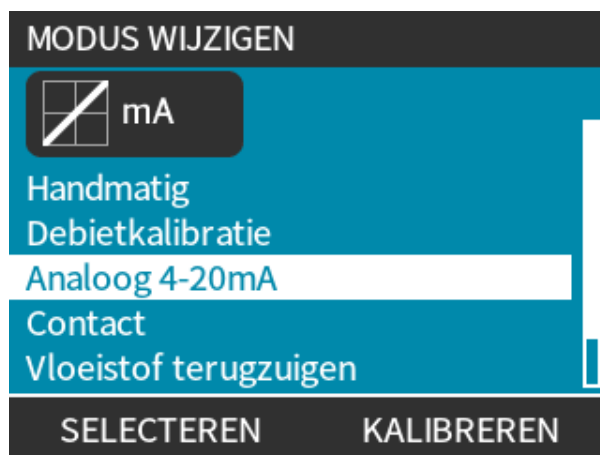 MODUS WIJZIGEN
mA
Handmatig
Debietkalibratie
Analoog 4-20mA
Contact
Vloeistof terugzuigen
SELECTEREN KALIBREREN